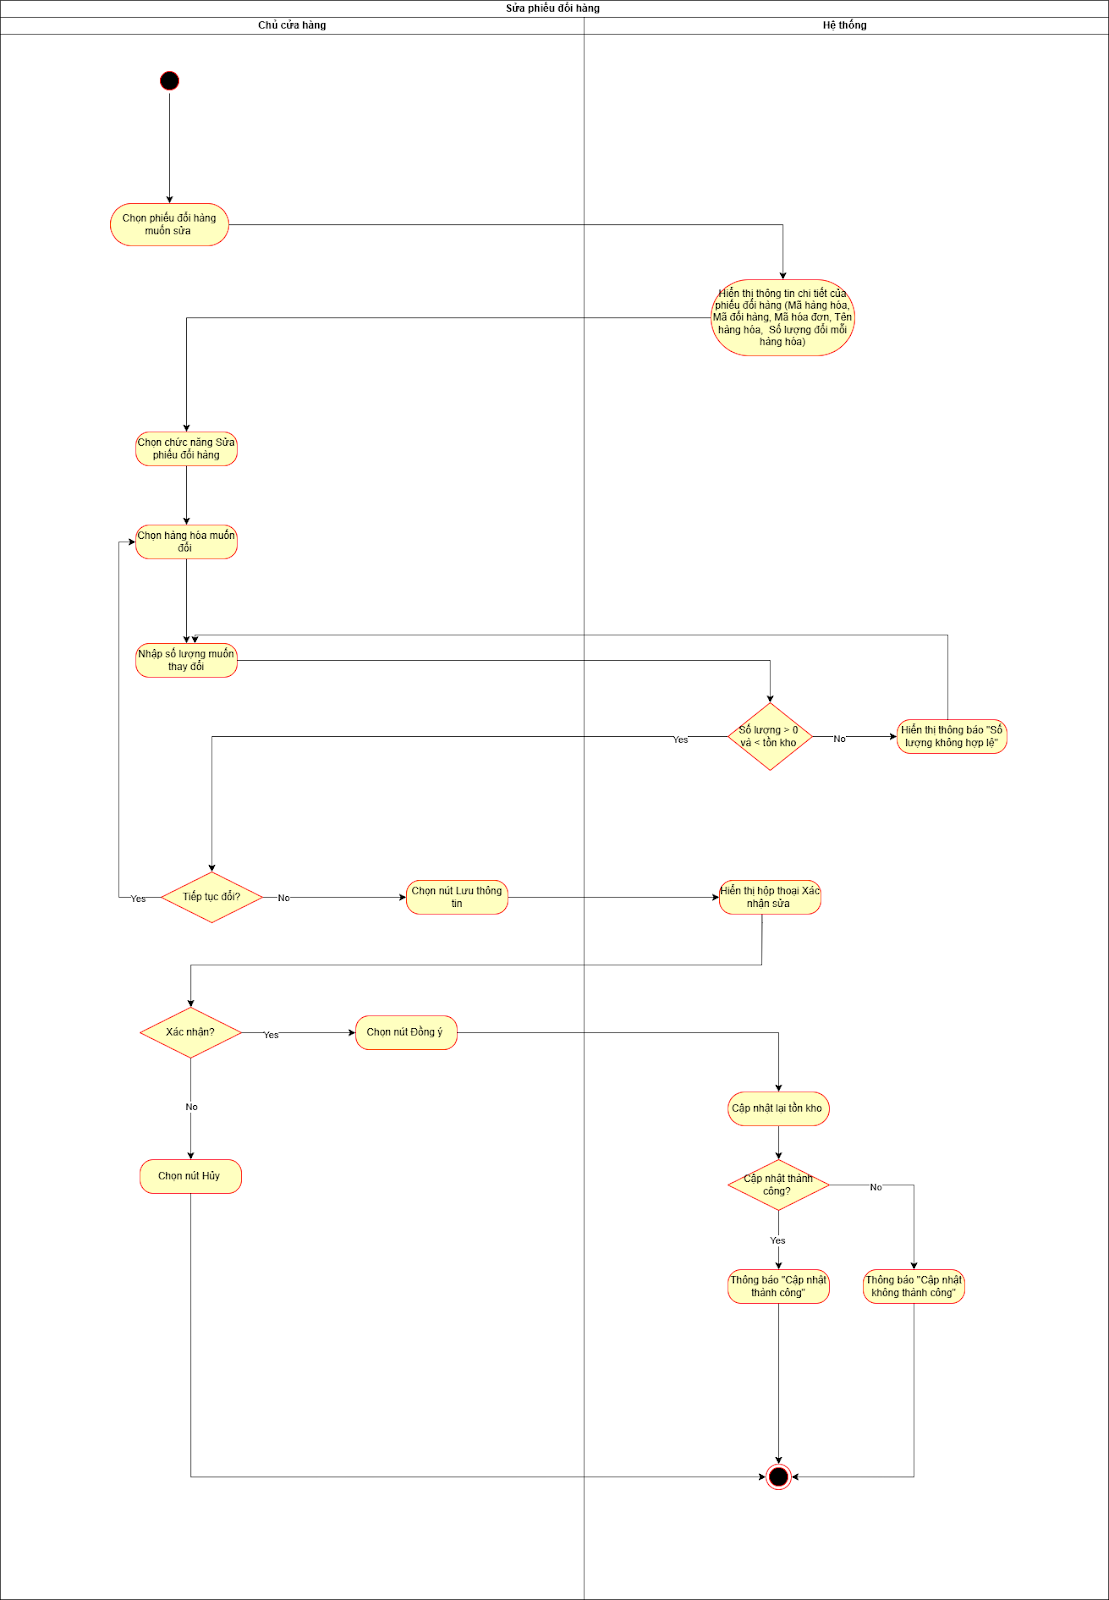 Sửa phiếu đổi hàng
Chủ cửa hàng
Hệ thống
Chọn phiếu đổi hàng
muốn sửa
Hiển thị thông tin chi tiết của
phiếu đổi hàng (Mã hàng hóa,
Mã đổi hàng, Mã hóa đơn, Tên
hàng hóa, Số lượng đổi mỗi
hàng hóa)
Chọn chức năng Sửa
phiếu đổi hàng
Chọn hàng hóa muốn
đổi
Nhập số lượng muốn
thay đổi
Số lượng > 0
và < tồn kho
Yes
No
Hiển thị thông báo "Số
lượng không hợp lệ"
Tiếp tục đổi?
Yes
No
Chọn nút Lưu thông
tin
Hiển thị hộp thoại Xác
nhận sửa
Xác nhận?
Yes
Chọn nút Đồng ý
No
Cập nhật lại tồn kho
Chọn nút Hủy
Cập nhật thành
công?
No
Yes
Thông báo "Cập nhật
thành công"
Thông báo "Cập nhật
không thành công"